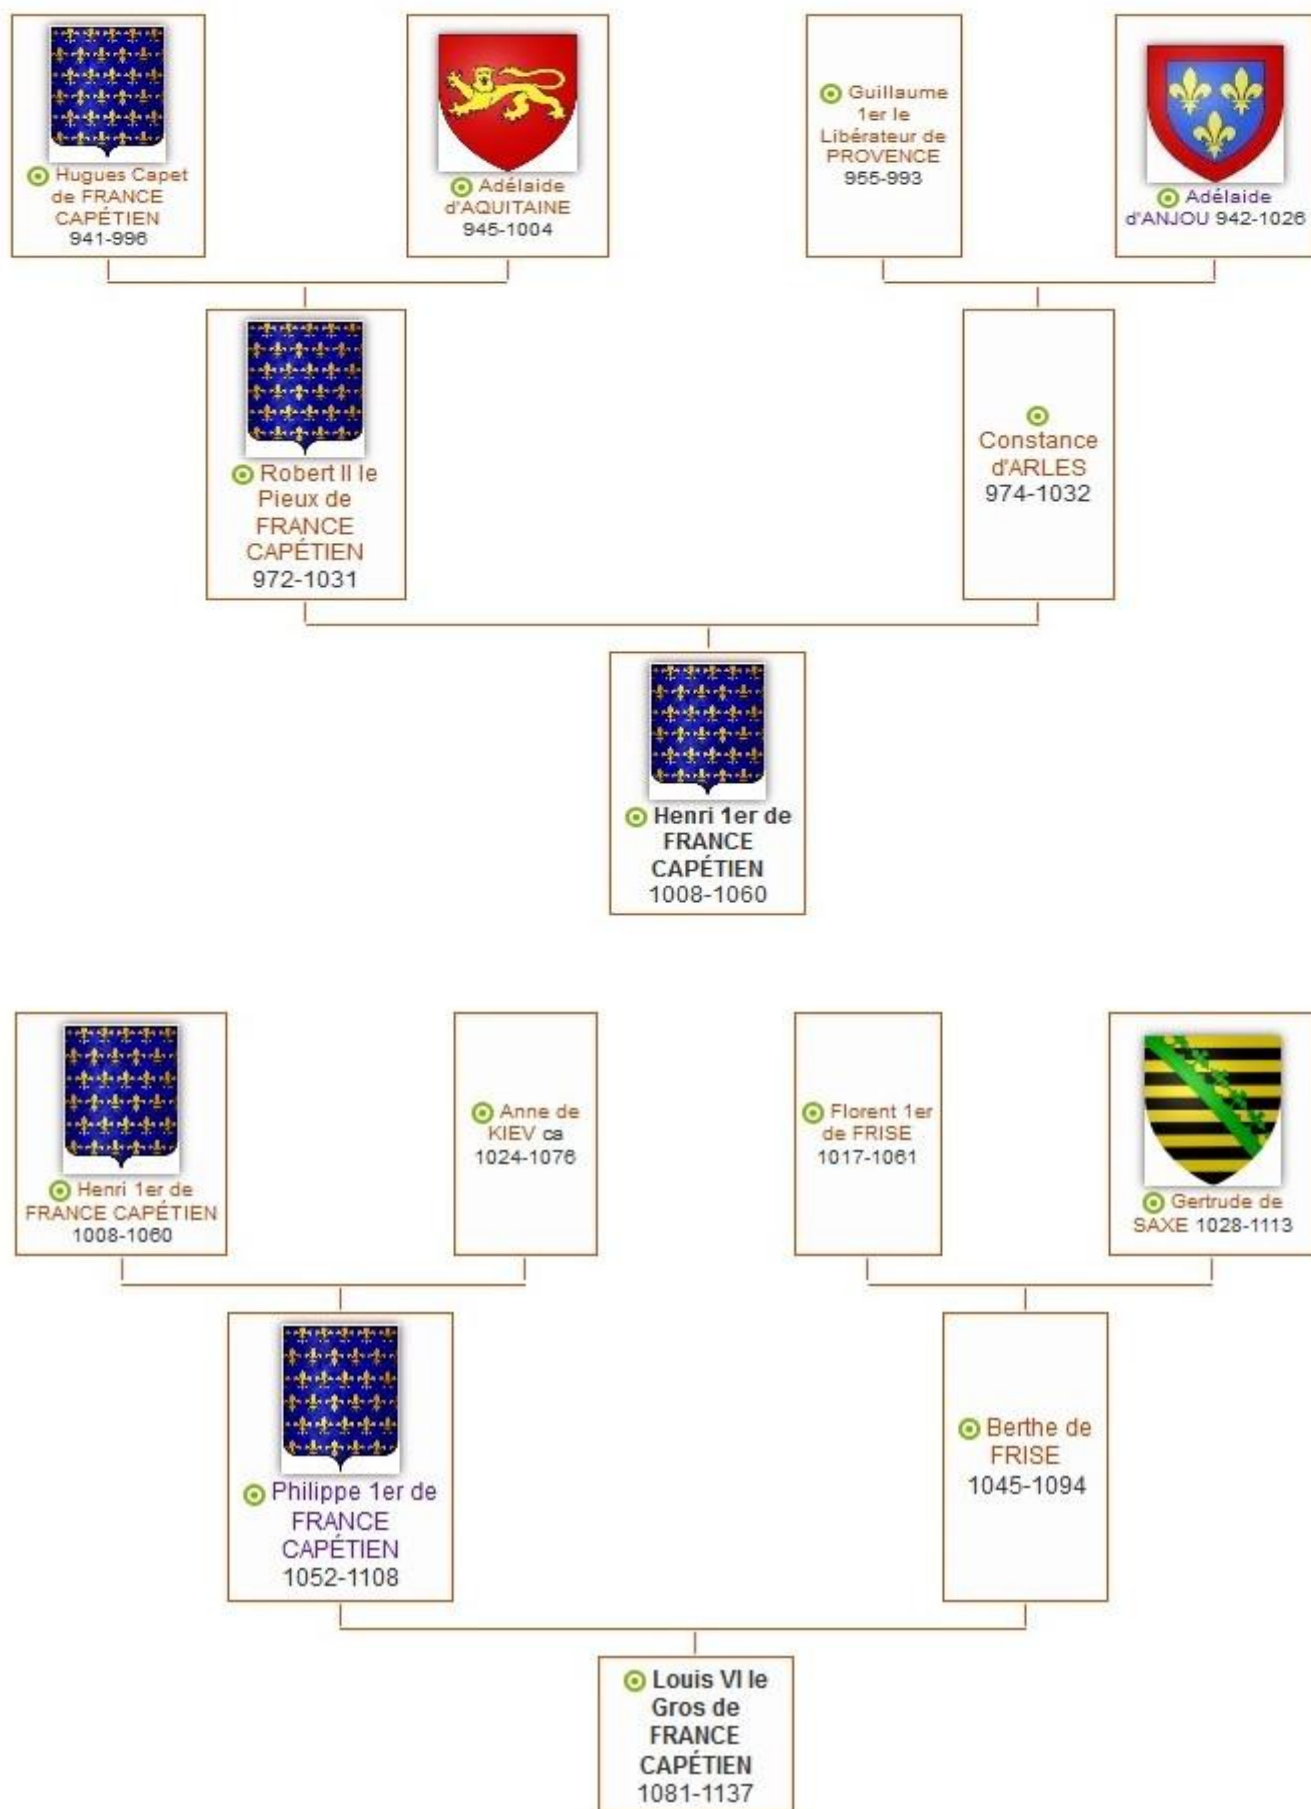 Hugues Capet
de FRANCE
CAPÉTIEN
941-996
Adélaide
d'AQUITAINE
945-1004
Guillaume
1er le
Libérateur de
PROVENCE
955-993
Adélaide
d'ANJOU 942-1026
Robert II le
Pieux de
FRANCE
CAPÉTIEN
972-1031
Constance
d'ARLES
974-1032
Henri 1er de
FRANCE
CAPÉTIEN
1008-1060
Henri 1er de
FRANCE CAPÉTIEN
1008-1060
Anne de
KIEV ca
1024-1076
Florent 1er
de FRISE
1017-1061
Gertrude de
SAXE 1028-1113
Philippe 1er de
FRANCE
CAPÉTIEN
1052-1108
Berthe de
FRISE
1045-1094
Louis VI le
Gros de
FRANCE
CAPÉTIEN
1081-1137